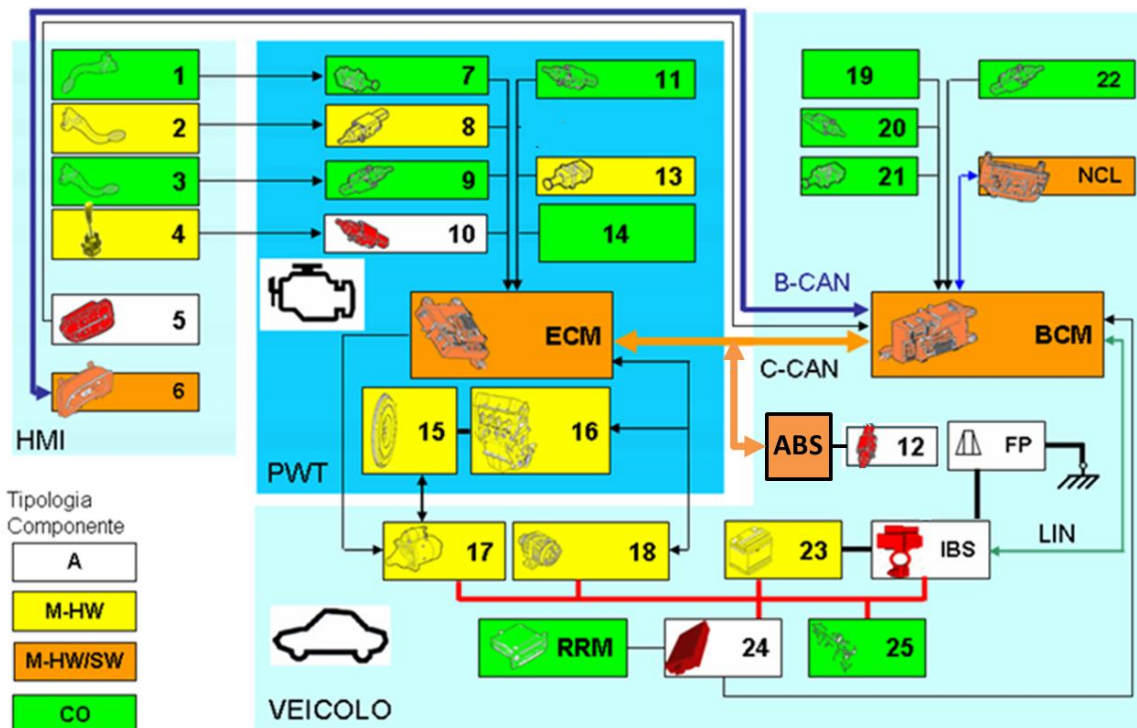 1
2
3
4
5
6
HMI
7
8
9
10
11
13
14
ECM
15
16
PWT
19
20
21
22
NCL
B-CAN
BCM
C-CAN
ABS
12
FP
LIN
17
18
23
IBS
RRM
24
25
VEICOLO
Tipologia
Componente
A
M-HW
M-HW/SW
CO